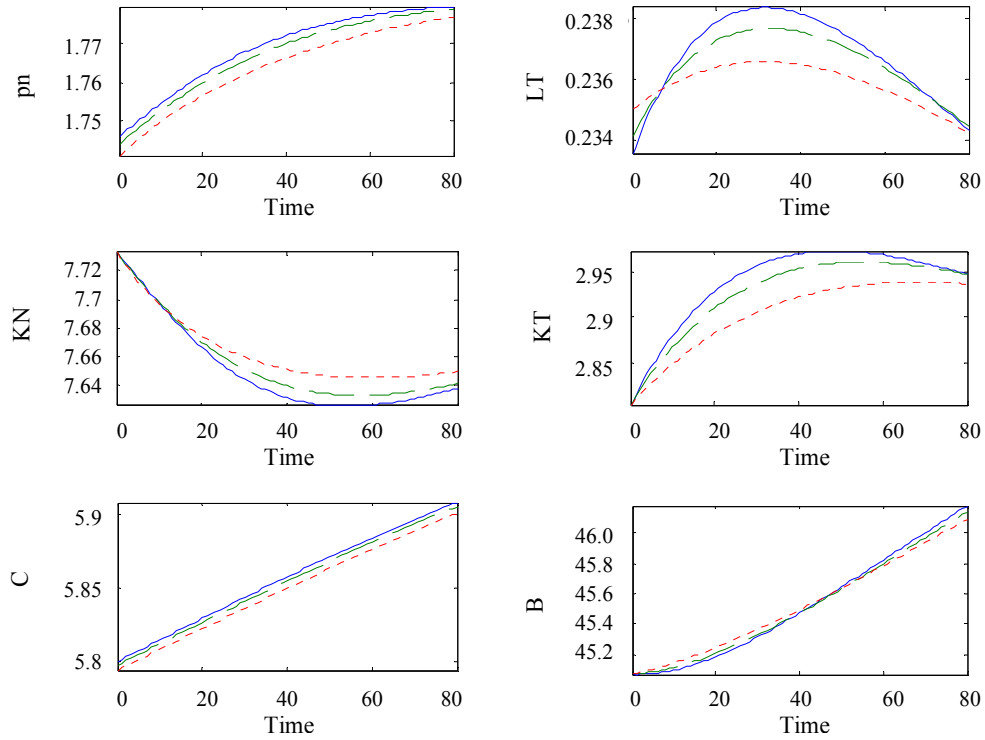 pn
1.77
1.76
1.75
0 20 40 60 80
Time
LT
0.238
0.236
0.234
0 20 40 60 80
Time
KN
7.72
7.7
7.68
7.66
7.64
0 20 40 60 80
Time
KT
2.95
2.9
2.85
0 20 40 60 80
Time
C
5.9
5.85
5.8
0 20 40 60 80
Time
B
46.0
45.8
45.6
45.4
45.2
0 20 40 60 80
Time